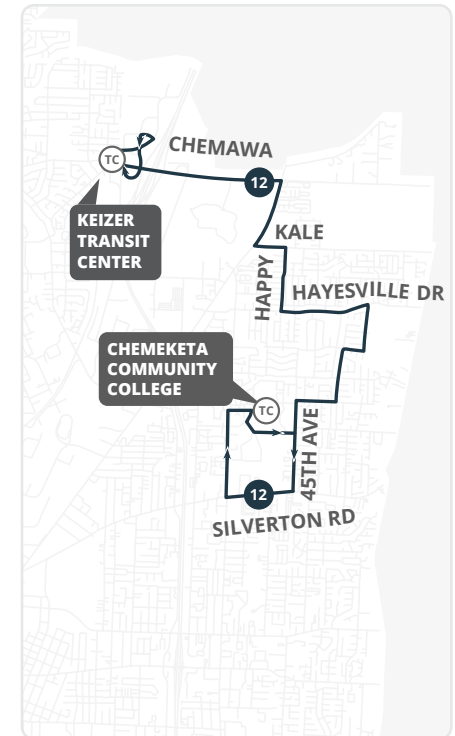 CHEMAWA
TC
12
KEIZER
TRANSIT
CENTER
KALE
HAPPY
HAYESVILLE DR
CHEMEKETA
COMMUNITY
COLLEGE
TC
45TH AVE
12
SILVERTON RD